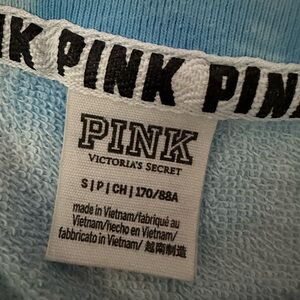 IK PINK PIN
PINK
VICTORIA'S SECRET
S|P|CH|170/88A
made in Vietnam/fabriqué au
Vietnam/hecho en Vietnam/
fabbricato in Vietnam/ 越南制造